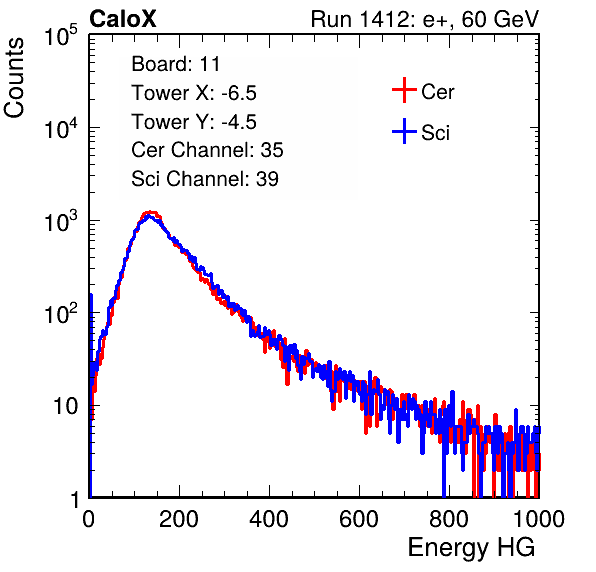 CaloX Run 1412: e+, 60 GeV
Counts
Board: 11
Tower X: -6.5
Tower Y: -4.5
Cer Channel: 35
Sci Channel: 39
Cer
Sci
10^5
10^4
10^3
10^2
10
1
0 200 400 600 800 1000
Energy HG